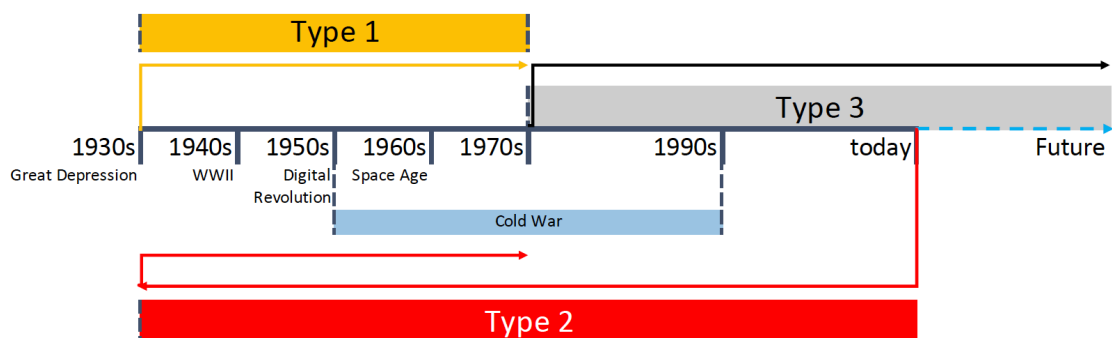 Type 1
Type 3
1930s 1940s 1950s 1960s 1970s 1990s today Future
Great Depression WWII Digital Space Age
Revolution
Cold War
Type 2